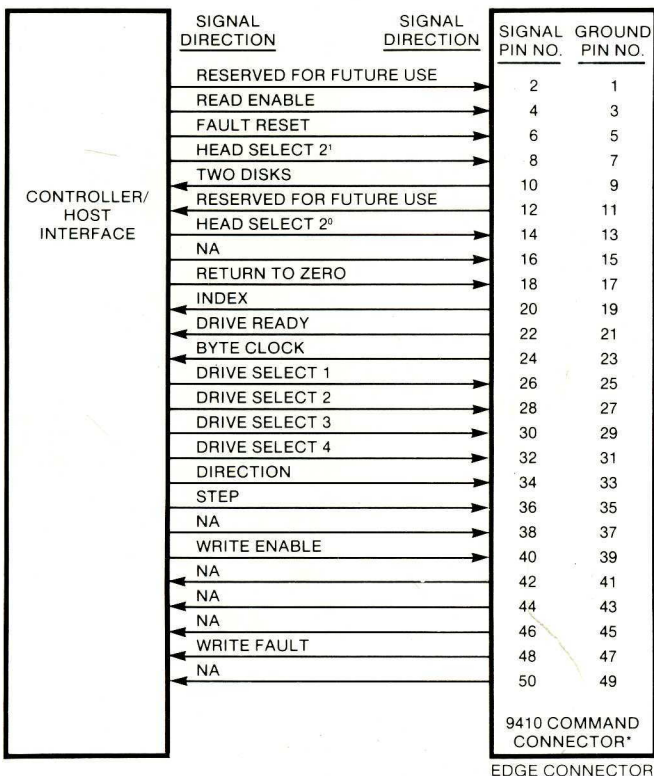 SIGNAL DIRECTION SIGNAL DIRECTION SIGNAL PIN NO. GROUND PIN NO.
RESERVED FOR FUTURE USE 2 1
READ ENABLE 4 3
FAULT RESET 6 5
HEAD SELECT 2¹ 8 7
TWO DISKS 10 9
CONTROLLER/ HOST INTERFACE
RESERVED FOR FUTURE USE 12 11
HEAD SELECT 2⁰ 14 13
NA 16 15
RETURN TO ZERO 18 17
INDEX 20 19
DRIVE READY 22 21
BYTE CLOCK 24 23
DRIVE SELECT 1 26 25
DRIVE SELECT 2 28 27
DRIVE SELECT 3 30 29
DRIVE SELECT 4 32 31
DIRECTION 34 33
STEP 36 35
NA 38 37
WRITE ENABLE 40 39
NA 42 41
NA 44 43
NA 46 45
WRITE FAULT 48 47
NA 50 49
9410 COMMAND
CONNECTOR*
EDGE CONNECTOR